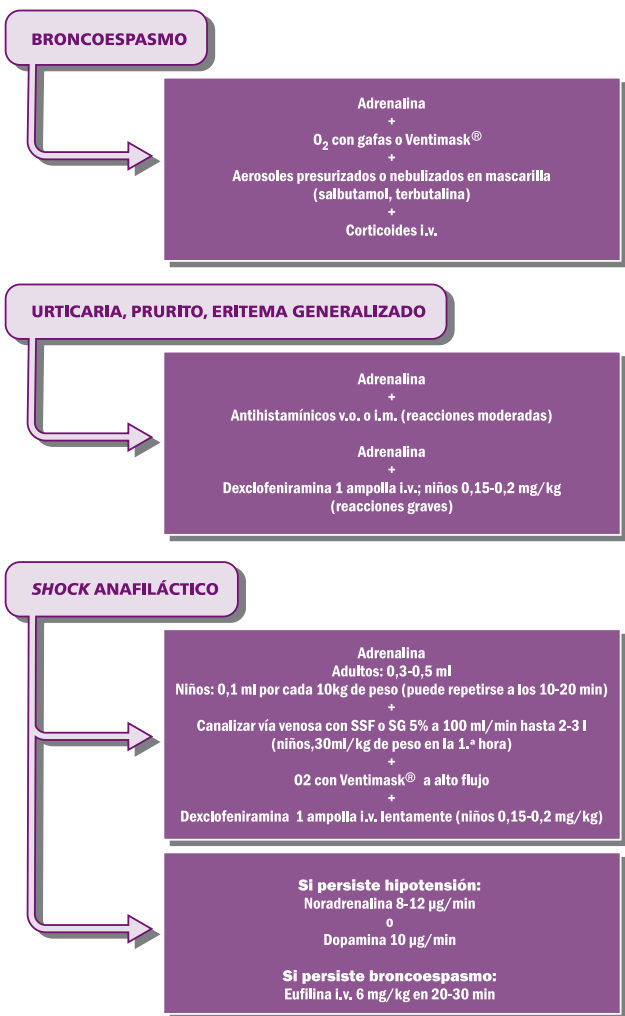 BRONCOESPASMO
Adrenalina
+
O2 con gafas o Ventimask®
+
Aerosoles presurizados o nebulizados en mascarilla
(salbutamol, terbutalina)
+
Corticoides i.v.
URTICARIA, PRURITO, ERITEMA GENERALIZADO
Adrenalina
+
Antihistamínicos v.o. o i.m. (reacciones moderadas)
Adrenalina
+
Dexclofeniramina 1 ampolla i.v.; niños 0,15-0,2 mg/kg
(reacciones graves)
SHOCK ANAFILÁCTICO
Adrenalina
Adultos: 0,3-0,5 ml
Niños: 0,1 ml por cada 10kg de peso (puede repetirse a los 10-20 min)
+
Canalizar vía venosa con SSF o SG 5% a 100 ml/min hasta 2-3 l
(niños,30ml/kg de peso en la 1.ª hora)
+
O2 con Ventimask® a alto flujo
+
Dexclofeniramina 1 ampolla i.v. lentamente (niños 0,15-0,2 mg/kg)
Si persiste hipotensión:
Noradrenalina 8-12 µg/min
o
Dopamina 10 µg/min
Si persiste broncoespasmo:
Eufilina i.v. 6 mg/kg en 20-30 min